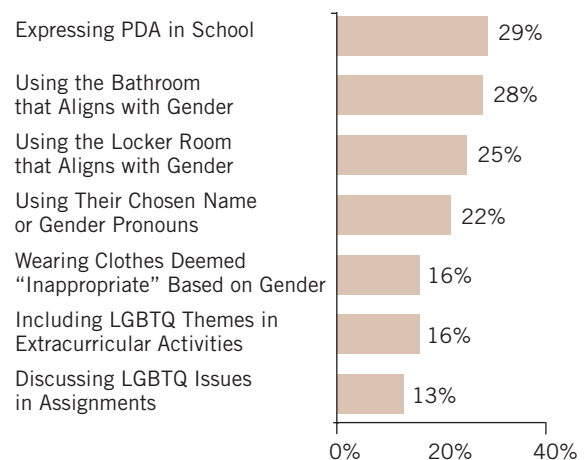 Expressing PDA in School
29%
Using the Bathroom
that Aligns with Gender
28%
Using the Locker Room
that Aligns with Gender
25%
Using Their Chosen Name
or Gender Pronouns
22%
Wearing Clothes Deemed
“Inappropriate” Based on Gender
16%
Including LGBTQ Themes in
Extracurricular Activities
16%
Discussing LGBTQ Issues
in Assignments
13%
0% 20% 40%